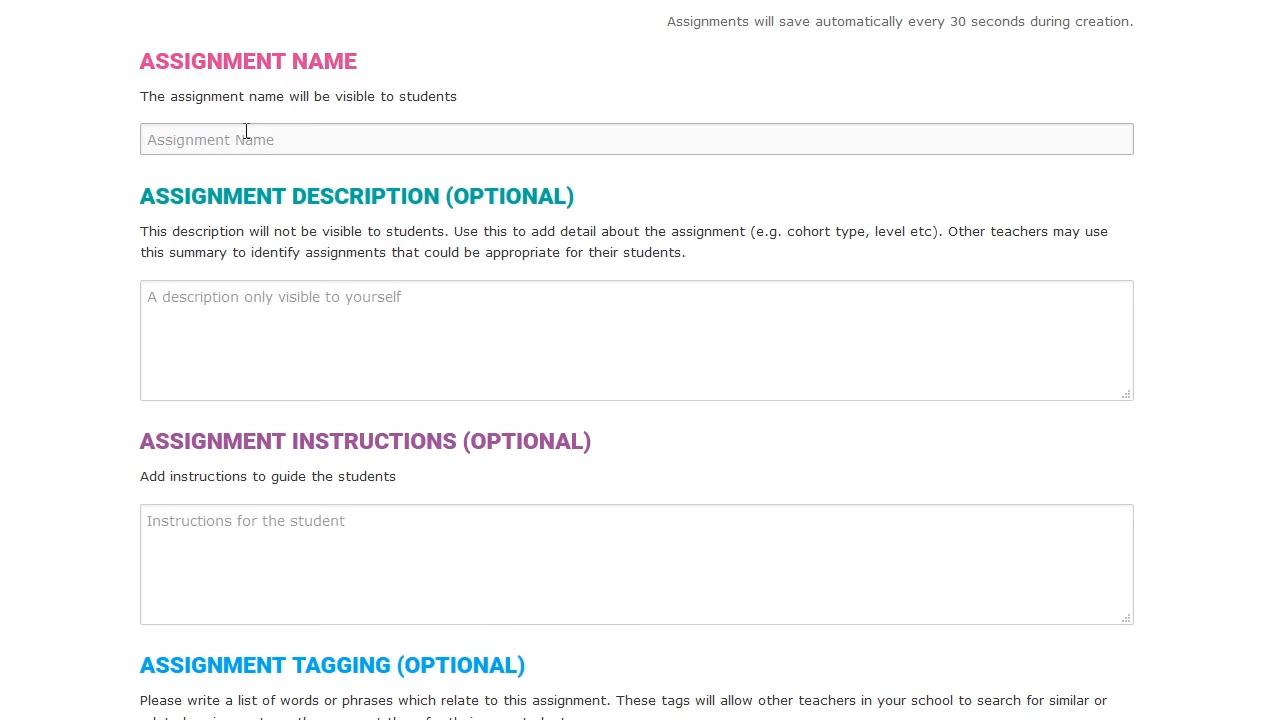 Assignments will save automatically every 30 seconds during creation.
ASSIGNMENT NAME
The assignment name will be visible to students
Assignment Name
ASSIGNMENT DESCRIPTION (OPTIONAL)
This description will not be visible to students. Use this to add detail about the assignment (e.g. cohort type, level etc). Other teachers may use
this summary to identify assignments that could be appropriate for their students.
A description only visible to yourself
ASSIGNMENT INSTRUCTIONS (OPTIONAL)
Add instructions to guide the students
Instructions for the student
ASSIGNMENT TAGGING (OPTIONAL)
Please write a list of words or phrases which relate to this assignment. These tags will allow other teachers in your school to search for similar or